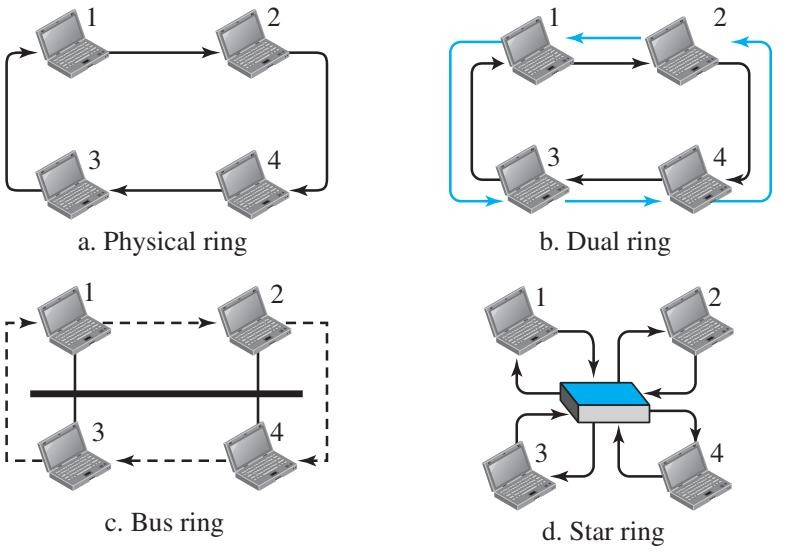 1 2
3 4
a. Physical ring
1 2
3 4
b. Dual ring
1 2
3 4
c. Bus ring
1 2
3 4
d. Star ring